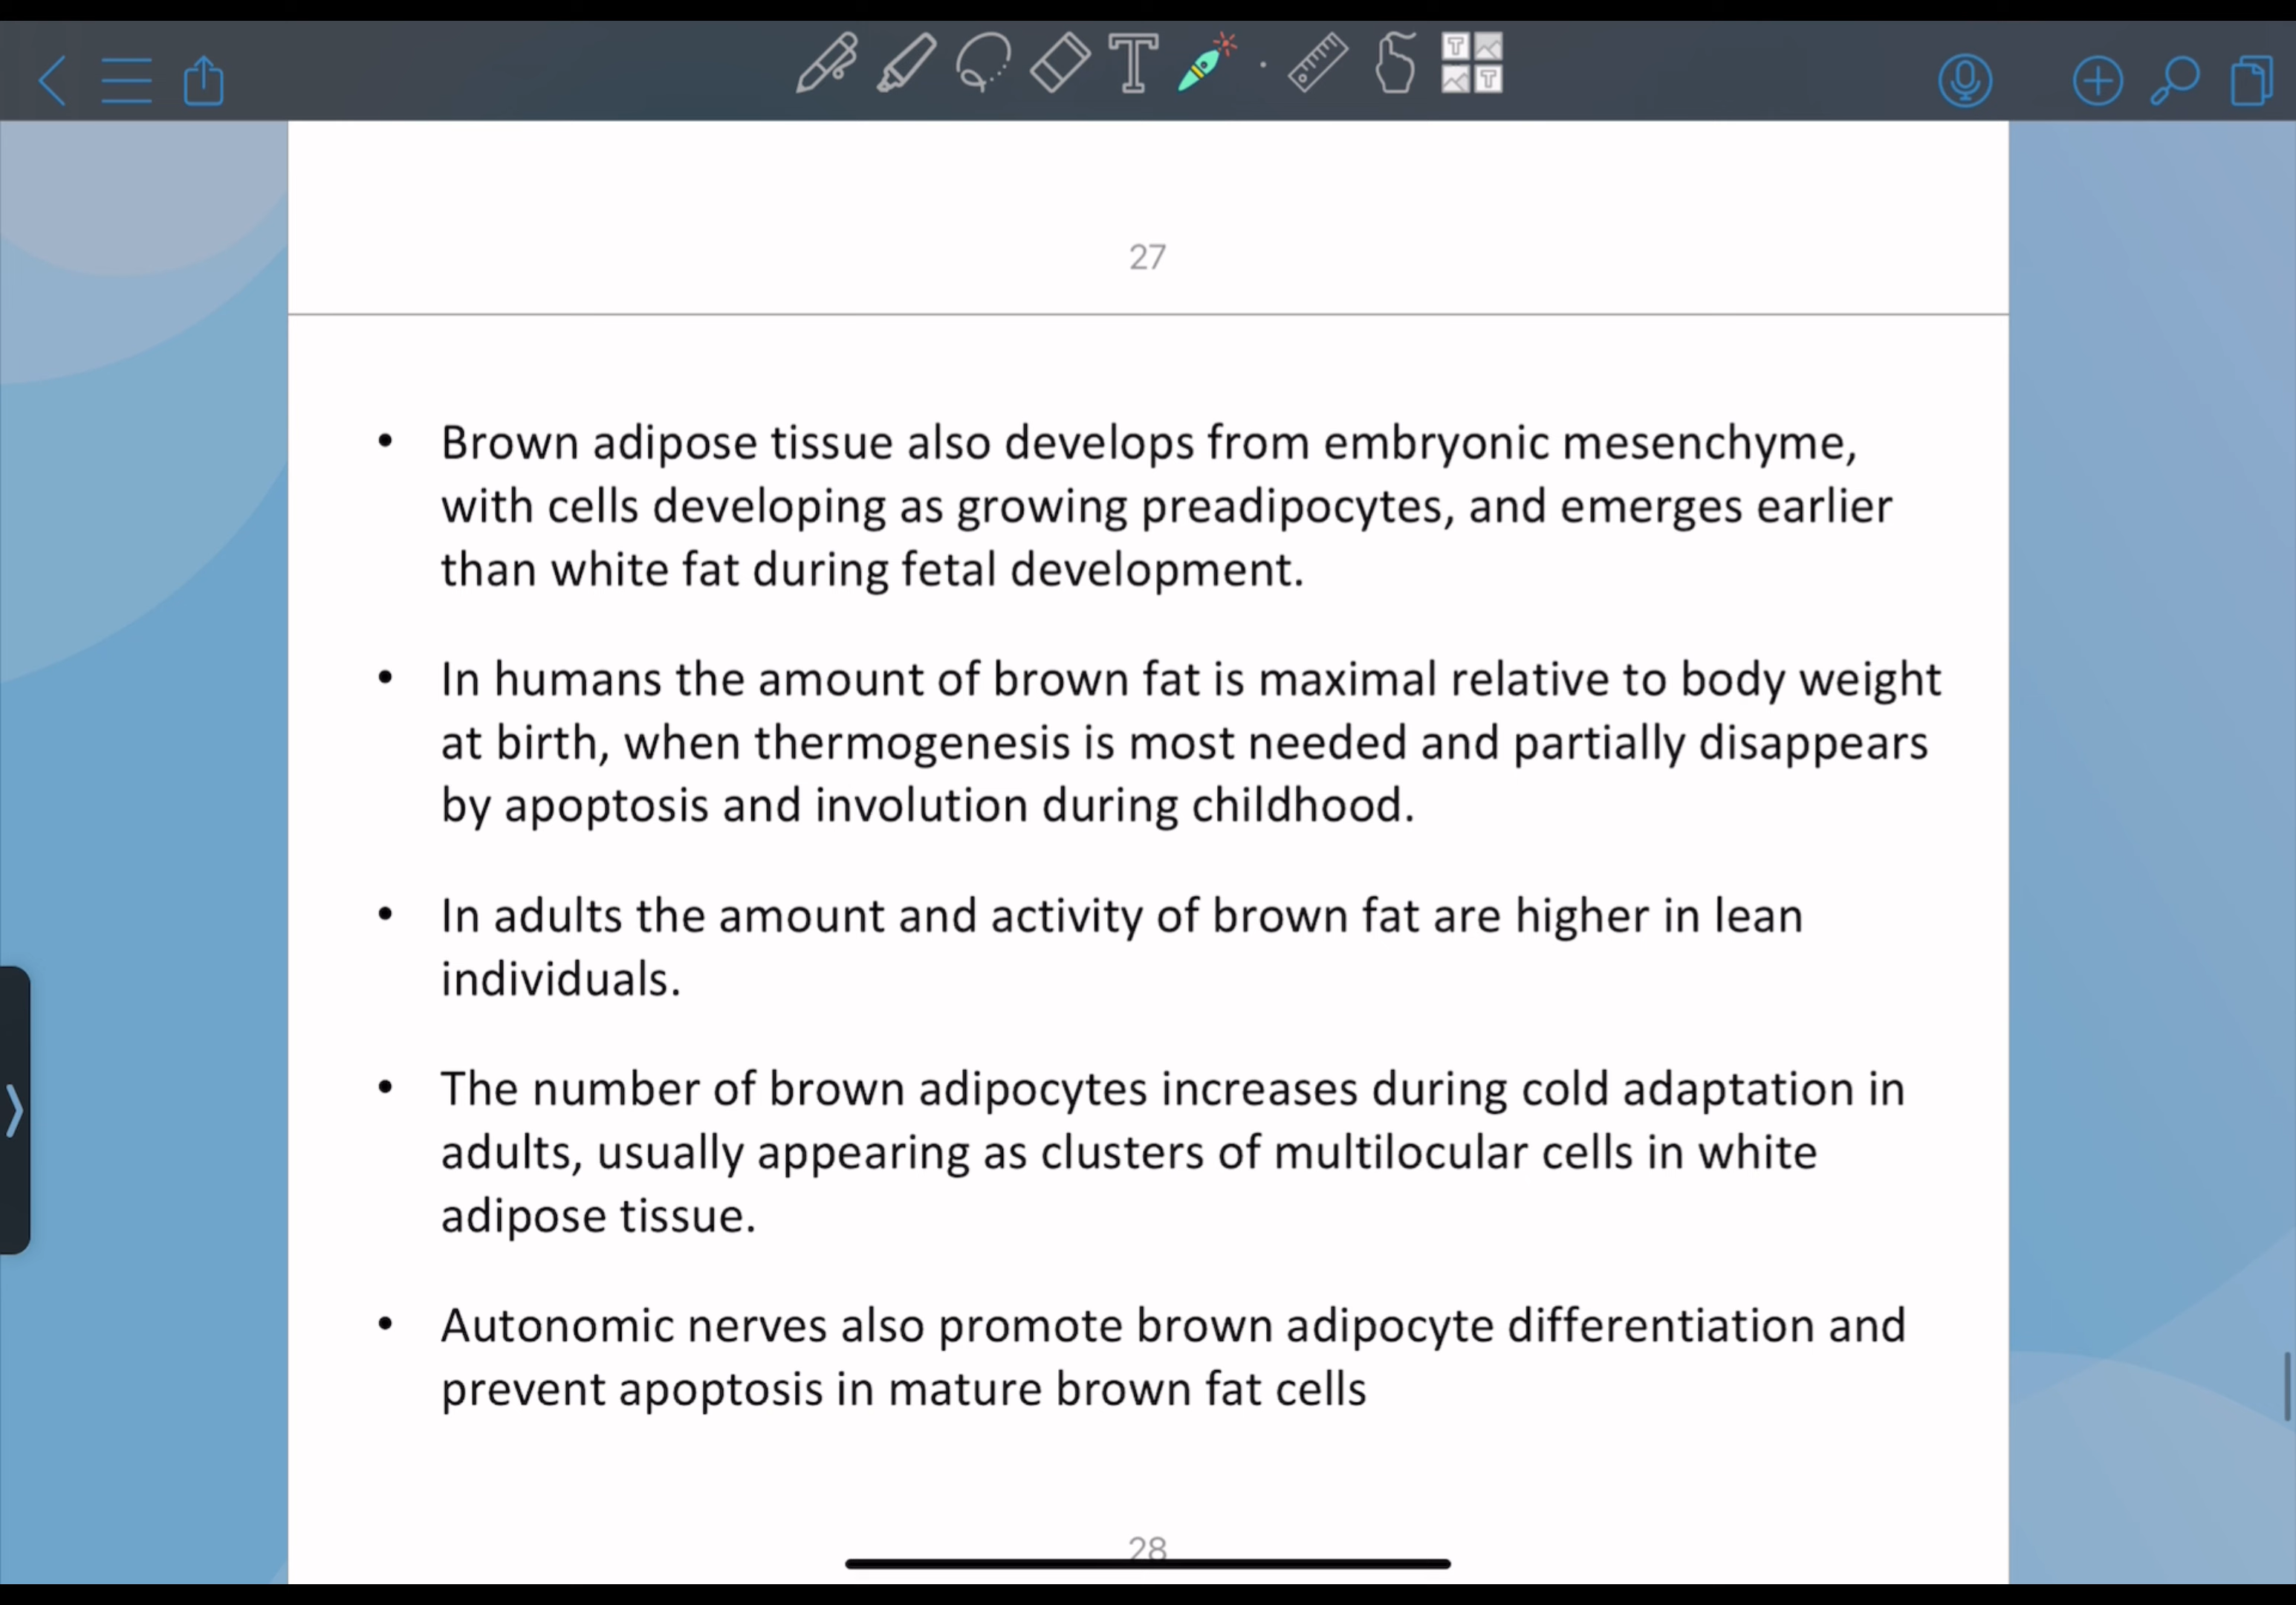 27
• Brown adipose tissue also develops from embryonic mesenchyme,
with cells developing as growing preadipocytes, and emerges earlier
than white fat during fetal development.
• In humans the amount of brown fat is maximal relative to body weight
at birth, when thermogenesis is most needed and partially disappears
by apoptosis and involution during childhood.
• In adults the amount and activity of brown fat are higher in lean
individuals.
• The number of brown adipocytes increases during cold adaptation in
adults, usually appearing as clusters of multilocular cells in white
adipose tissue.
• Autonomic nerves also promote brown adipocyte differentiation and
prevent apoptosis in mature brown fat cells
28